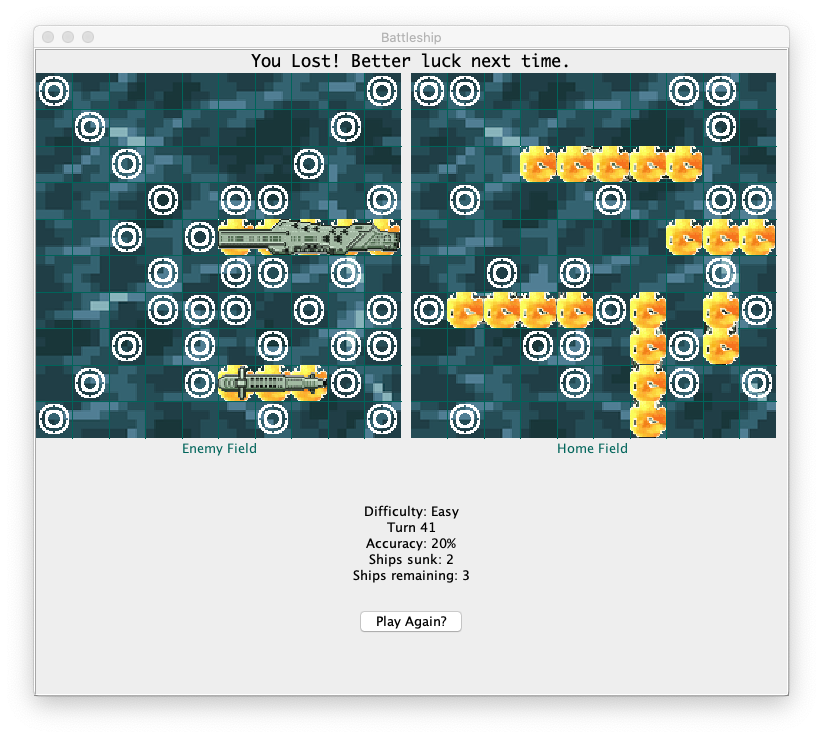 Battleship
You Lost! Better luck next time.
Enemy Field
Home Field
Difficulty: Easy
Turn 41
Accuracy: 20%
Ships sunk: 2
Ships remaining: 3
Play Again?